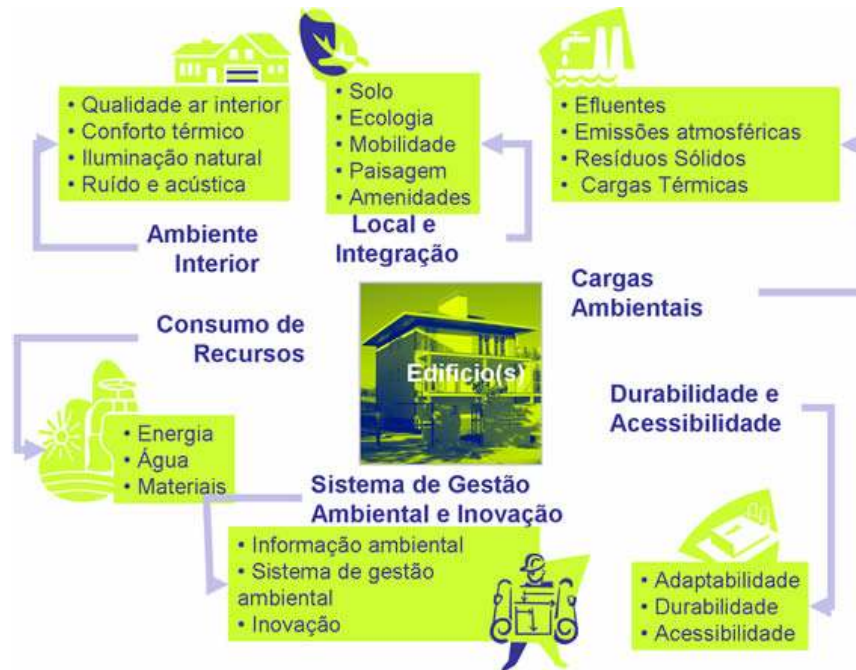 • Qualidade ar interior
• Conforto térmico
• Iluminação natural
• Ruído e acústica
Ambiente
Interior
• Solo
• Ecologia
• Mobilidade
• Paisagem
• Amenidades
Local e
Integração
• Efluentes
• Emissões atmosféricas
• Resíduos Sólidos
• Cargas Térmicas
Cargas
Ambientais
Consumo de
Recursos
• Energia
• Água
• Materiais
Edificio(s)
Durabilidade e
Acessibilidade
• Adaptabilidade
• Durabilidade
• Acessibilidade
Sistema de Gestão
Ambiental e Inovação
• Informação ambiental
• Sistema de gestão
ambiental
• Inovação